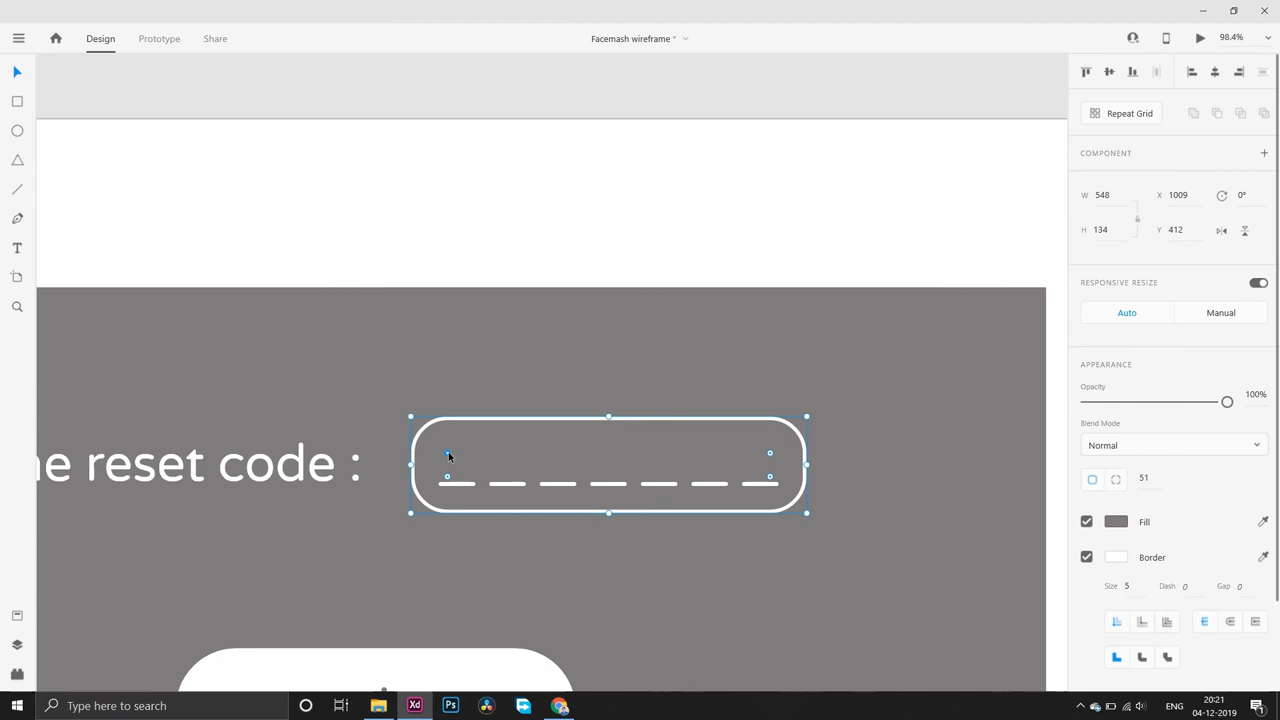 Design Prototype Share Facemash wireframe * 98.4%
Repeat Grid
COMPONENT
W 548 X 1009 0°
H 134 Y 412
RESPONSIVE RESIZE
Auto Manual
APPEARANCE
Opacity
100%
Blend Mode
Normal
51
Fill
Border
Size 5 Dash 0 Gap 0
e reset code :
T
Type here to search
Xd Ps
20:21
04-12-2019